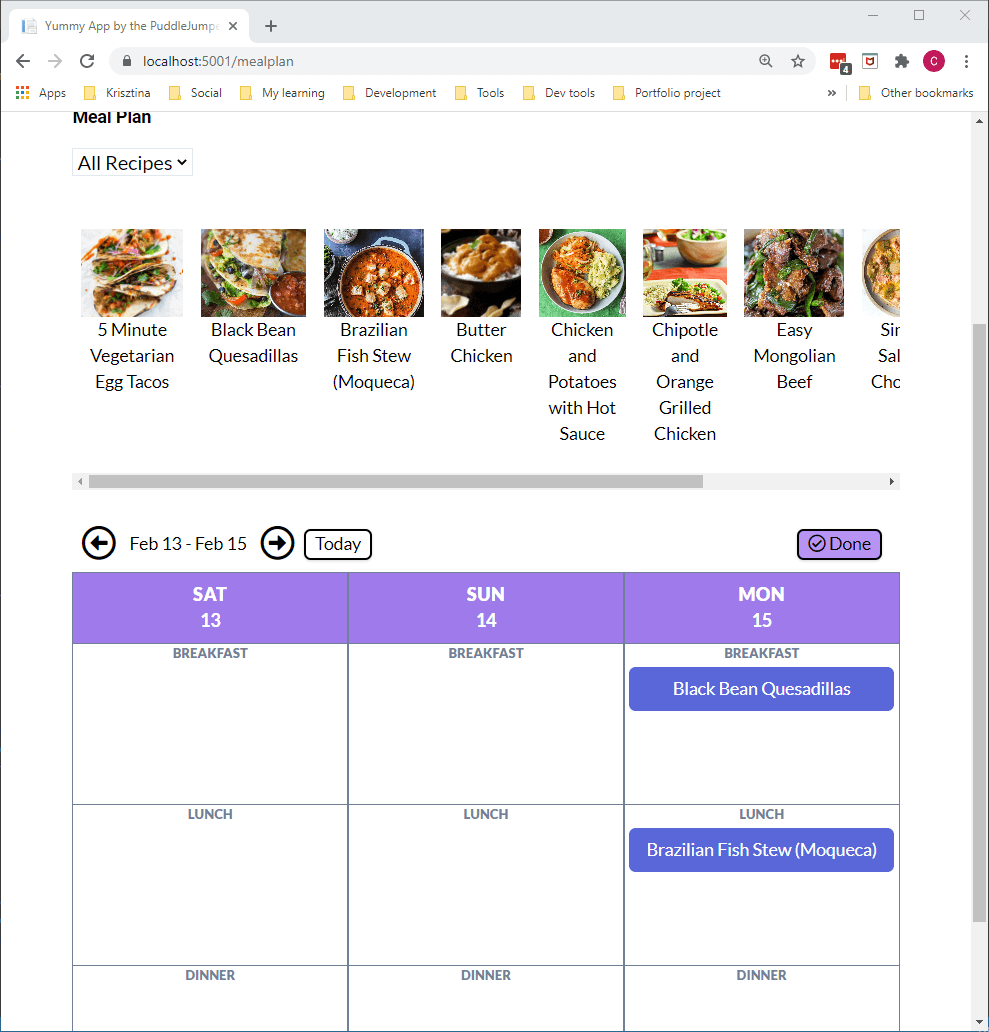 Yummy App by the PuddleJump
localhost:5001/mealplan
4
C
Apps
Krisztina
Social
My learning
Development
Tools
Dev tools
Portfolio project
»
Other bookmarks
Meal Plan
All Recipes
5 Minute
Vegetarian
Egg Tacos
Black Bean
Quesadillas
Brazilian
Fish Stew
(Moqueca)
Butter
Chicken
Chicken
and
Potatoes
with Hot
Sauce
Chipotle
and
Orange
Grilled
Chicken
Easy
Mongolian
Beef
Sir
Sal
Cho
Feb 13 - Feb 15
Today
Done
SAT
13
SUN
14
MON
15
BREAKFAST
BREAKFAST
BREAKFAST
Black Bean Quesadillas
LUNCH
LUNCH
LUNCH
Brazilian Fish Stew (Moqueca)
DINNER
DINNER
DINNER